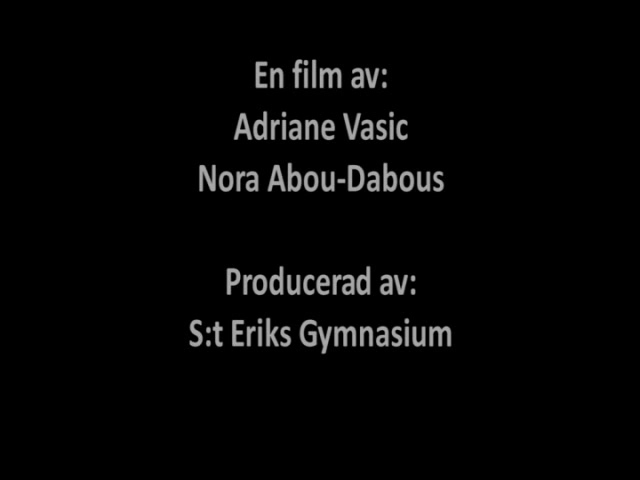 En film av:
Adriane Vasic
Nora Abou-Dabous
Producerad av:
S:t Eriks Gymnasium